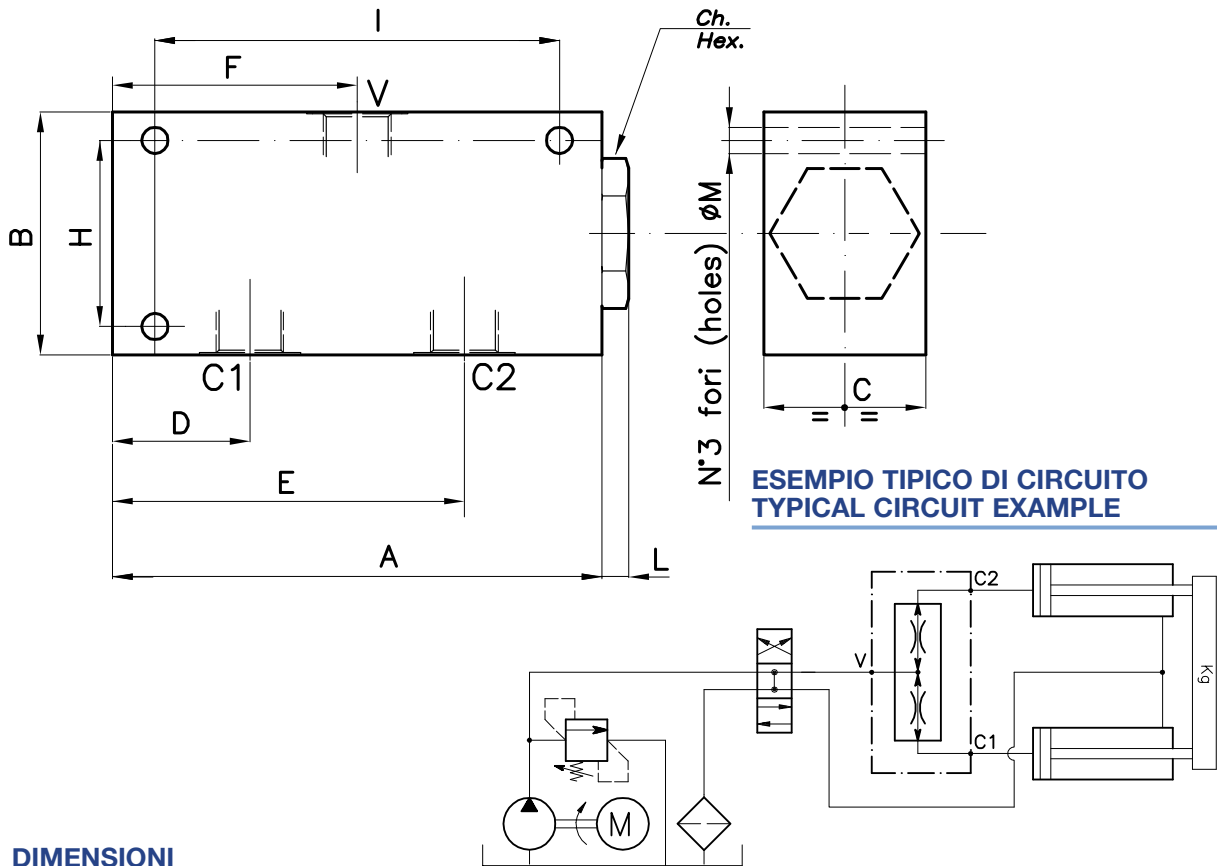 I
Ch.
Hex.
F
V
B
H
N°3 fori (holes) øM
C1
C2
C
= =
D
E
ESEMPIO TIPICO DI CIRCUITO
TYPICAL CIRCUIT EXAMPLE
A
L
C2
V
Kg
C1
M
DIMENSIONI